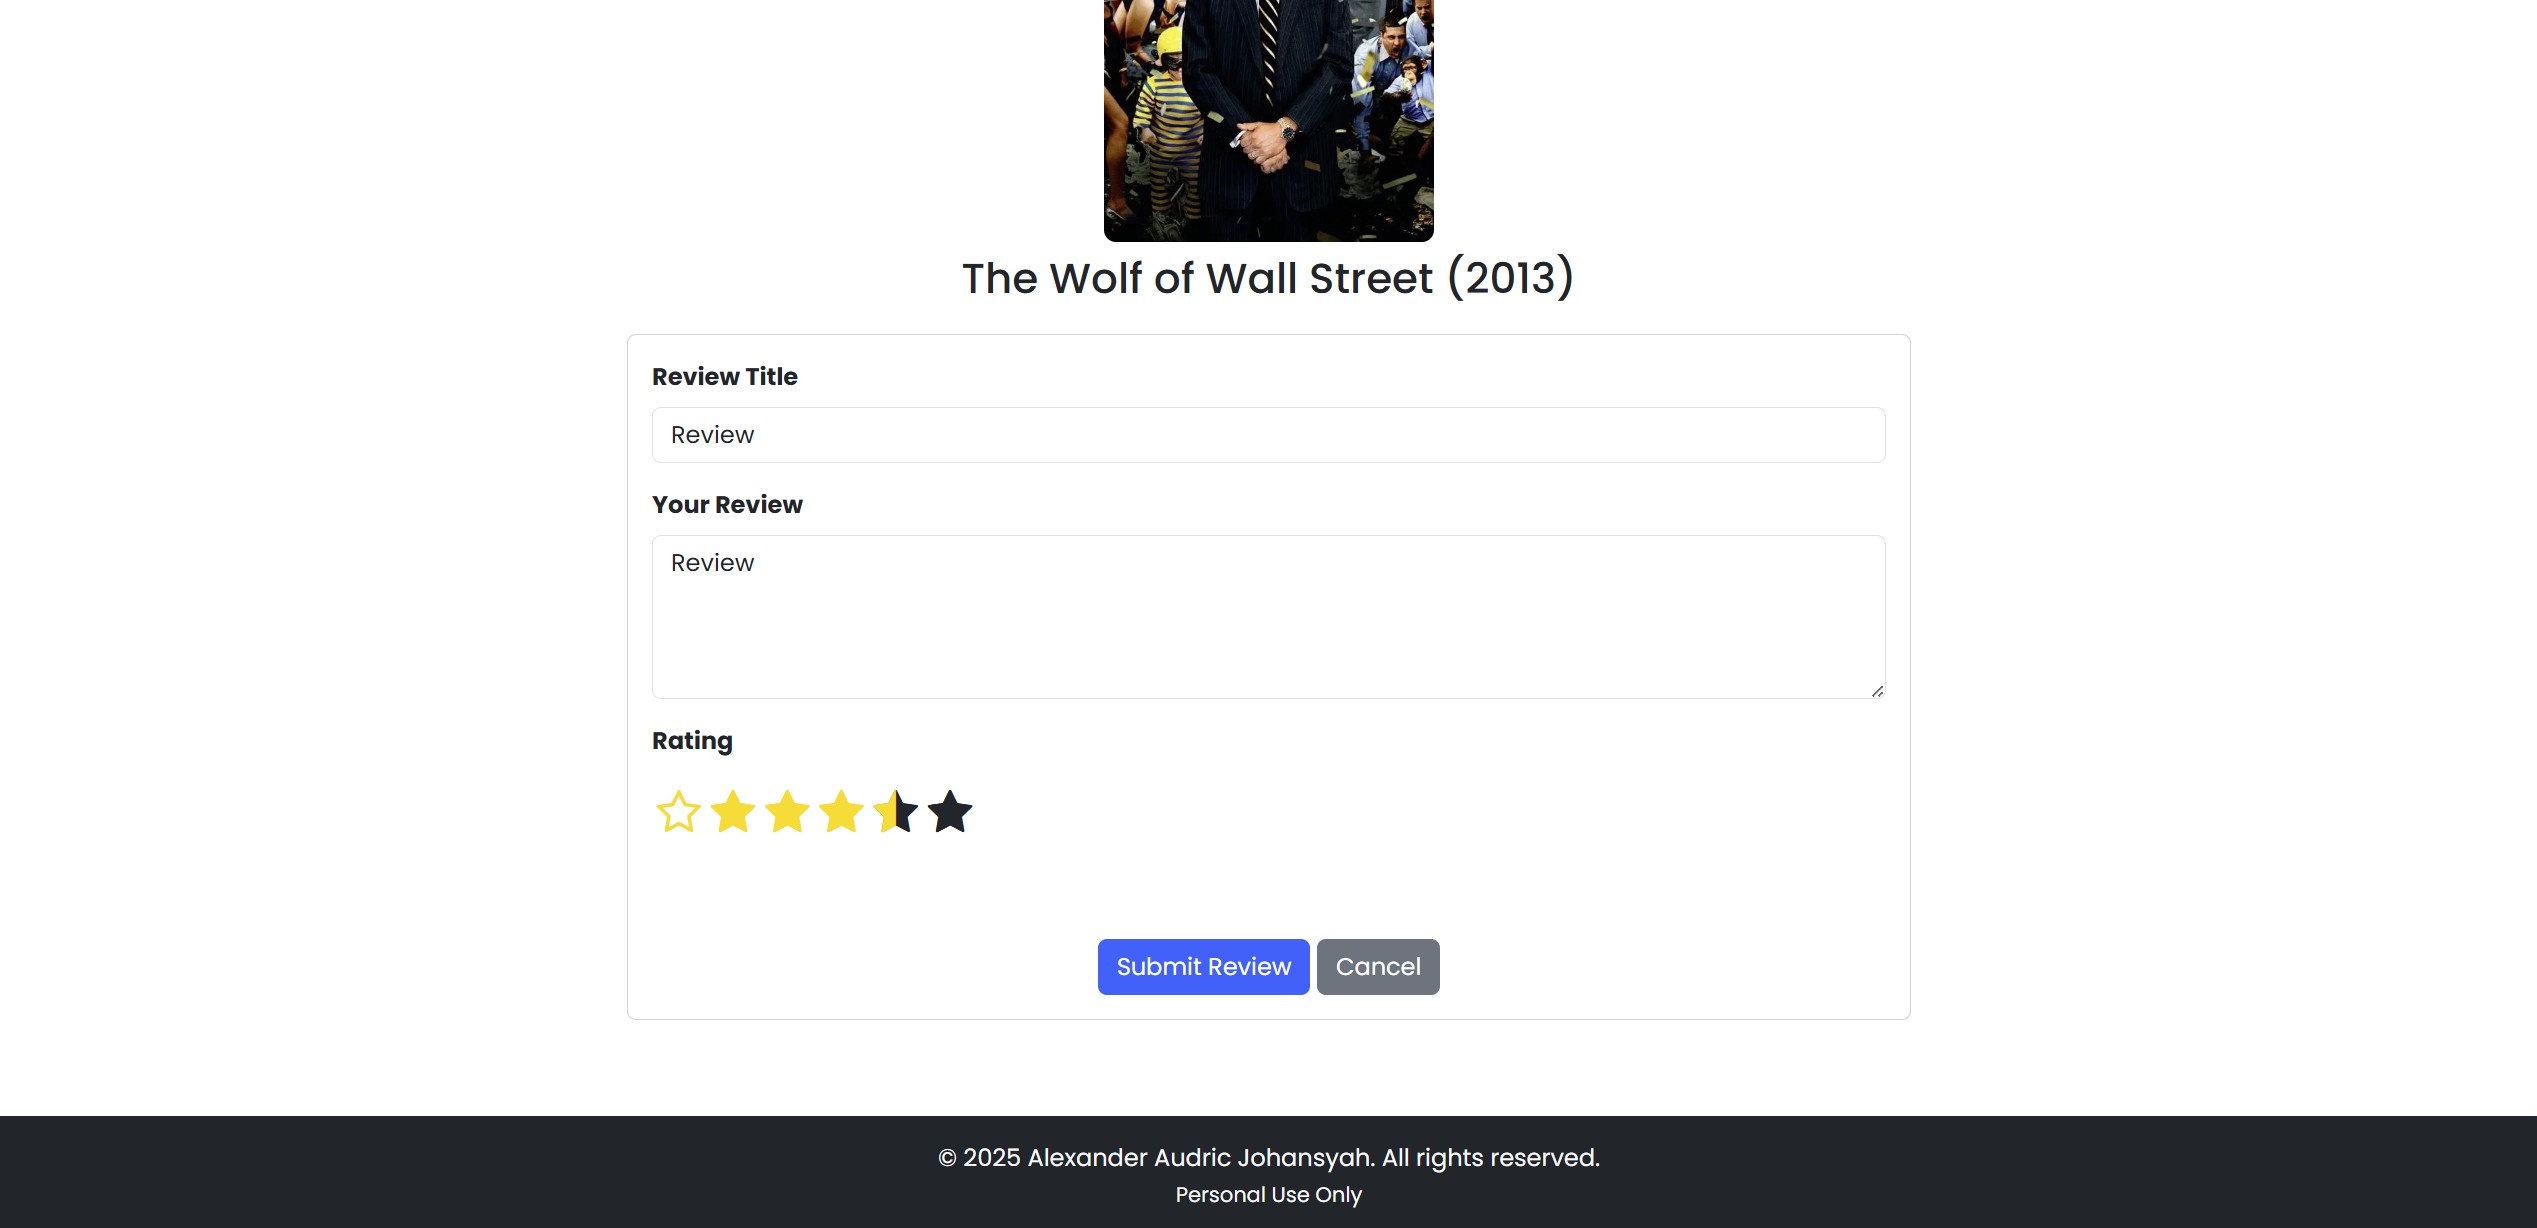 The Wolf of Wall Street (2013)
Review Title
Review
Your Review
Review
Rating
Submit Review
Cancel
© 2025 Alexander Audric Johansyah. All rights reserved.
Personal Use Only